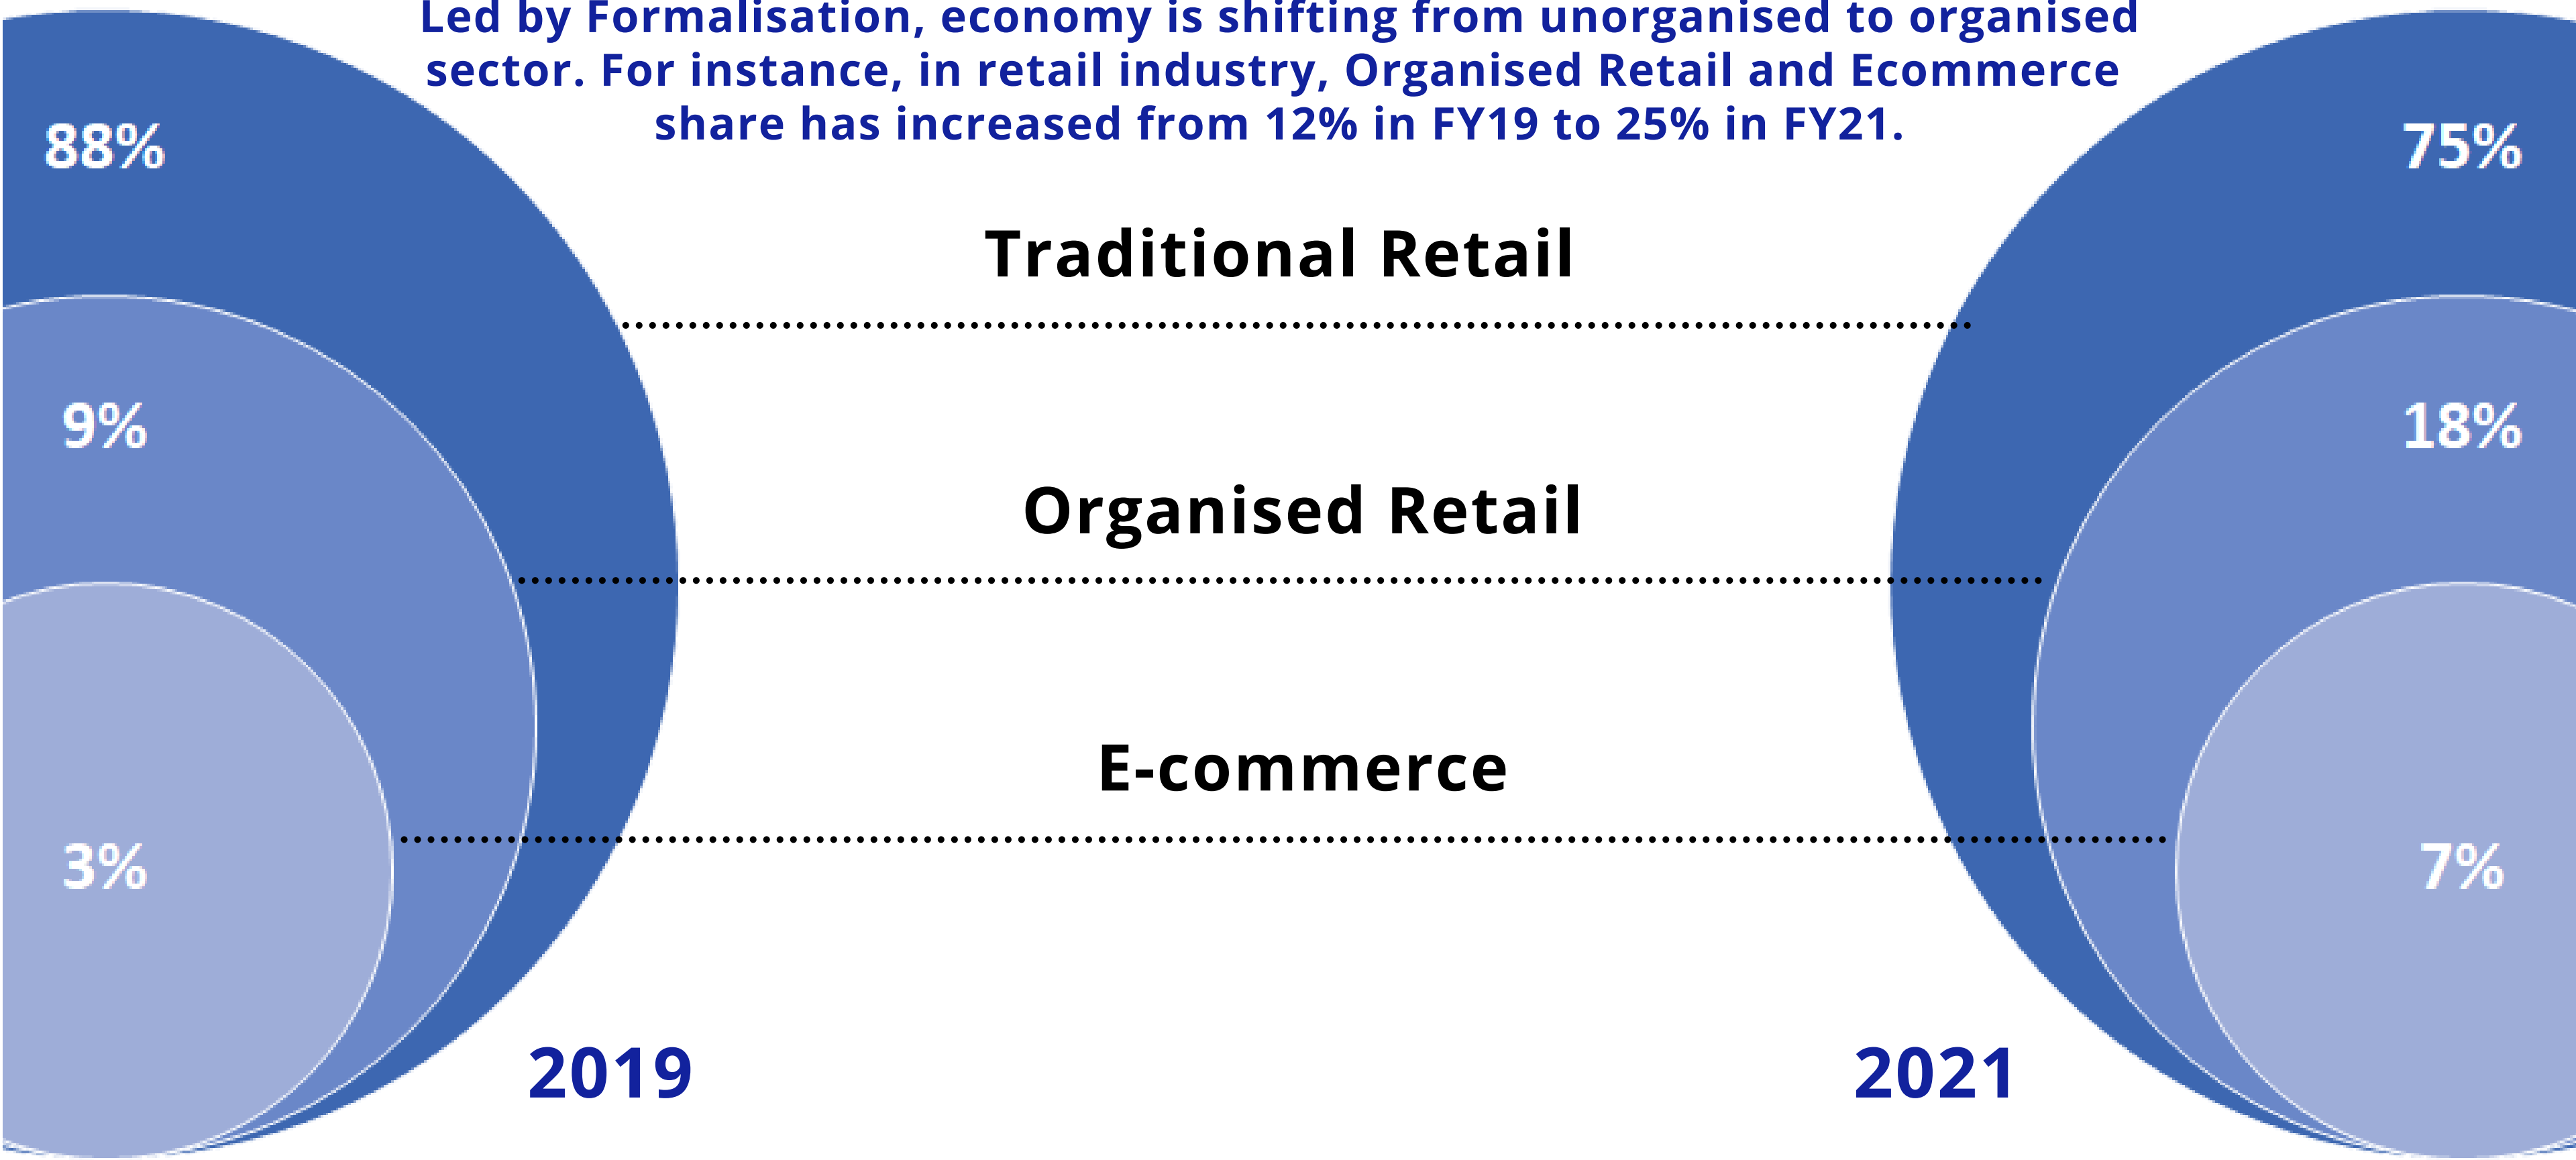 Led by Formalisation, economy is shifting from unorganised to organised
sector. For instance, in retail industry, Organised Retail and Ecommerce
share has increased from 12% in FY19 to 25% in FY21.
88%
75%
Traditional Retail
9%
18%
Organised Retail
E-commerce
3%
7%
2019
2021